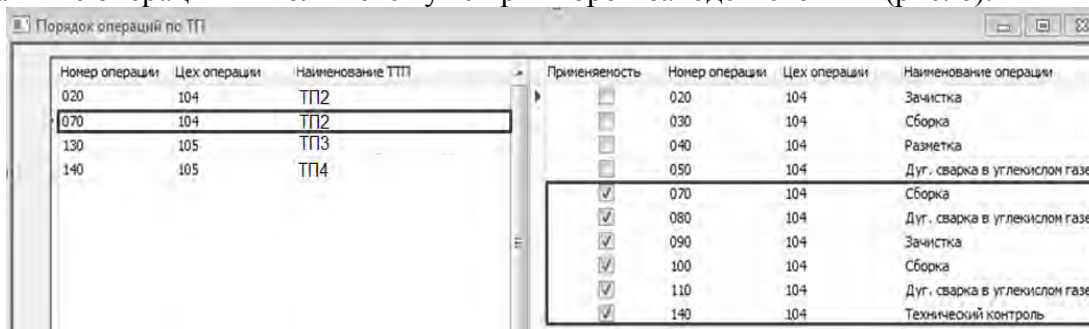 Порядок операций по ТП
Номер операции Цех операции Наименование ТТП
020 104 ТП2
070 104 ТП2
130 105 ТП3
140 105 ТП4
Применяемость Номер операции Цех операции Наименование операции
020 104 Зачистка
030 104 Сборка
040 104 Разметка
050 104 Дуг. сварка в углекислом газе
070 104 Сборка
080 104 Дуг. сварка в углекислом газе
090 104 Зачистка
100 104 Сборка
110 104 Дуг. сварка в углекислом газе
140 104 Технический контроль